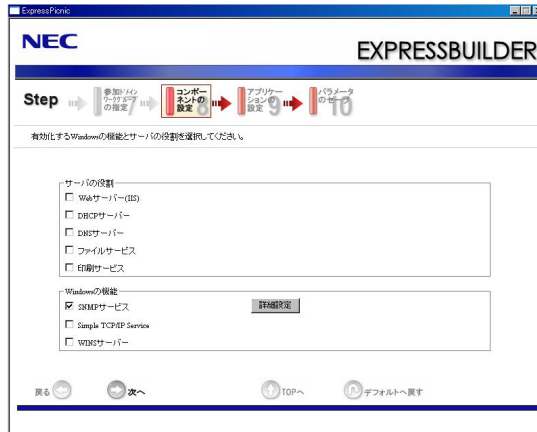 ExpressPicnic
NEC
EXPRESSBUILDER
Step
参加ドメイン
ワークグループ
の指定
7
コンポー
ネントの
設定
8
アプリケー
ションの
設定
9
パラメータ
のセーブ
10
有効化するWindowsの機能とサーバの役割を選択してください。
サーバの役割
Webサーバー(IIS)
DHCPサーバー
DNSサーバー
ファイルサービス
印刷サービス
Windowsの機能
SNMPサービス
詳細設定
Simple TCP/IP Service
WINSサーバー
戻る
次へ
TOPへ
デフォルトへ戻す